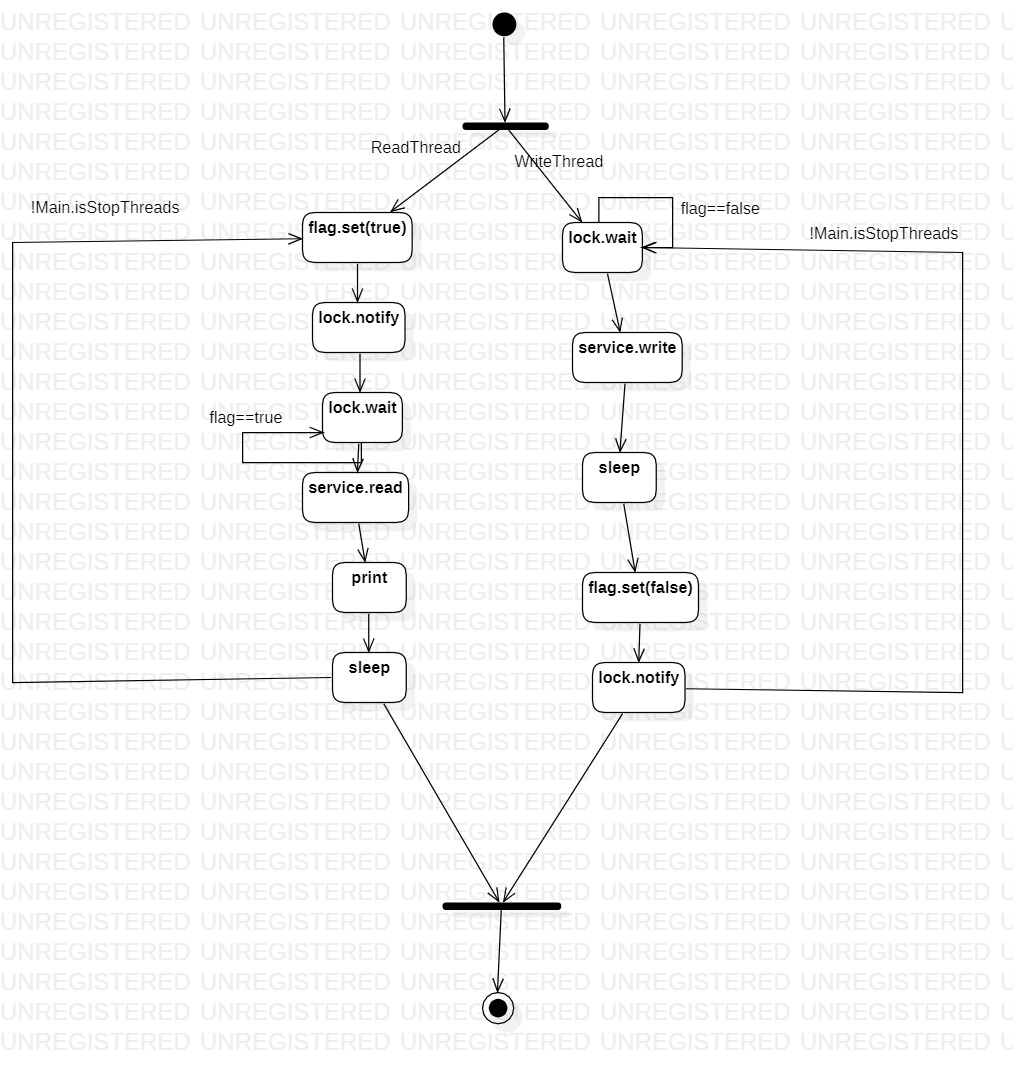 ReadThread
WriteThread
!Main.isStopThreads
flag==false
flag.set(true)
lock.wait
!Main.isStopThreads
lock.notify
service.write
lock.wait
flag==true
sleep
service.read
print
flag.set(false)
sleep
lock.notify
UNREGISTERED